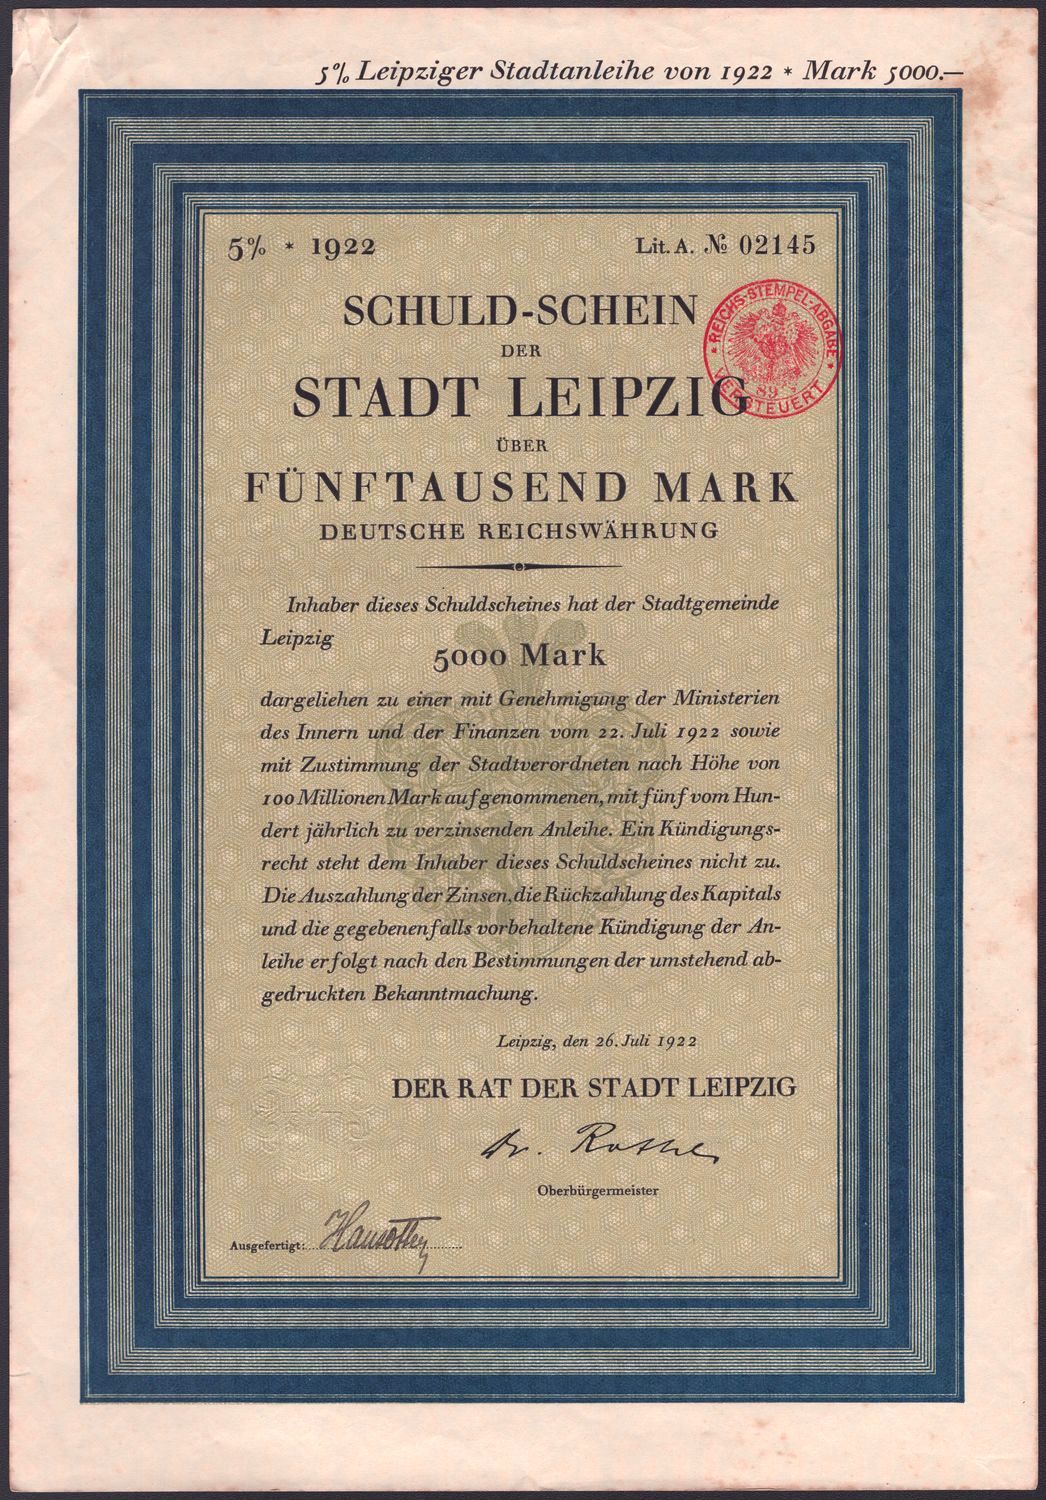 5% Leipziger Stadtanleihe von 1922 * Mark 5000.—
5% * 1922
Lit. A. № 02145
REICHS-STEMPEL-ABGABE
VERSTEUERT
SCHULD-SCHEIN
DER
STADT LEIPZIG
ÜBER
FÜNFTAUSEND MARK
DEUTSCHE REICHSWÄHRUNG
Inhaber dieses Schuldscheines hat der Stadtgemeinde
Leipzig
5000 Mark
dargeliehen zu einer mit Genehmigung der Ministerien
des Innern und der Finanzen vom 22. Juli 1922 sowie
mit Zustimmung der Stadtverordneten nach Höhe von
100 Millionen Mark aufgenommenen, mit fünf vom Hun-
dert jährlich zu verzinsenden Anleihe. Ein Kündigungs-
recht steht dem Inhaber dieses Schuldscheines nicht zu.
Die Auszahlung der Zinsen, die Rückzahlung des Kapitals
und die gegebenenfalls vorbehaltene Kündigung der An-
leihe erfolgt nach den Bestimmungen der umstehend ab-
gedruckten Bekanntmachung.
Leipzig, den 26. Juli 1922
DER RAT DER STADT LEIPZIG
Dr. Rothe
Oberbürgermeister
Ausgefertigt: